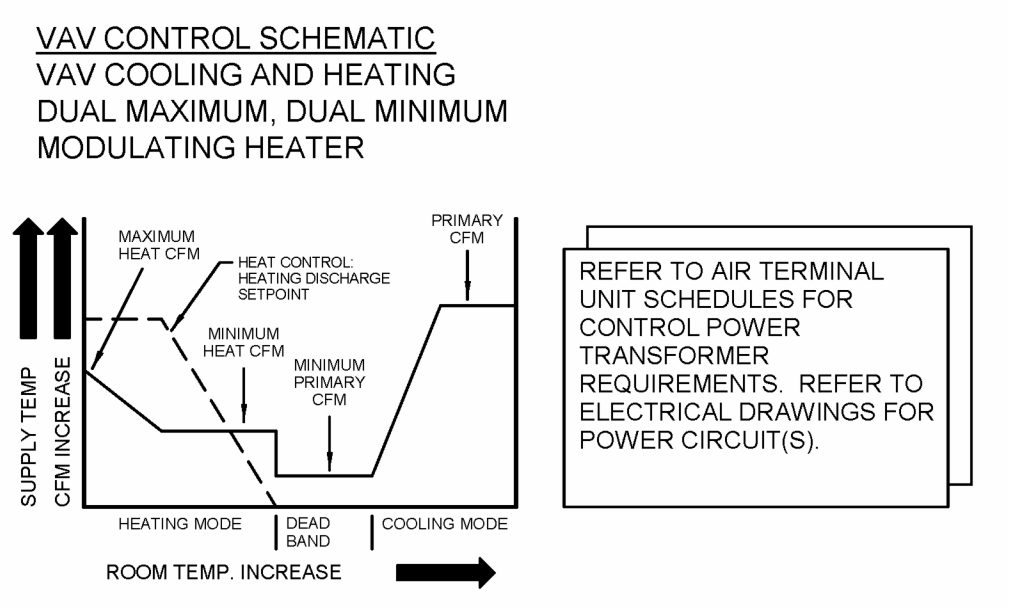 VAV CONTROL SCHEMATIC
VAV COOLING AND HEATING
DUAL MAXIMUM, DUAL MINIMUM
MODULATING HEATER
SUPPLY TEMP
CFM INCREASE
MAXIMUM
HEAT CFM
HEAT CONTROL:
HEATING DISCHARGE
SETPOINT
MINIMUM
HEAT CFM
MINIMUM
PRIMARY
CFM
PRIMARY
CFM
HEATING MODE
DEAD
BAND
COOLING MODE
ROOM TEMP. INCREASE
REFER TO AIR TERMINAL
UNIT SCHEDULES FOR
CONTROL POWER
TRANSFORMER
REQUIREMENTS. REFER TO
ELECTRICAL DRAWINGS FOR
POWER CIRCUIT(S).